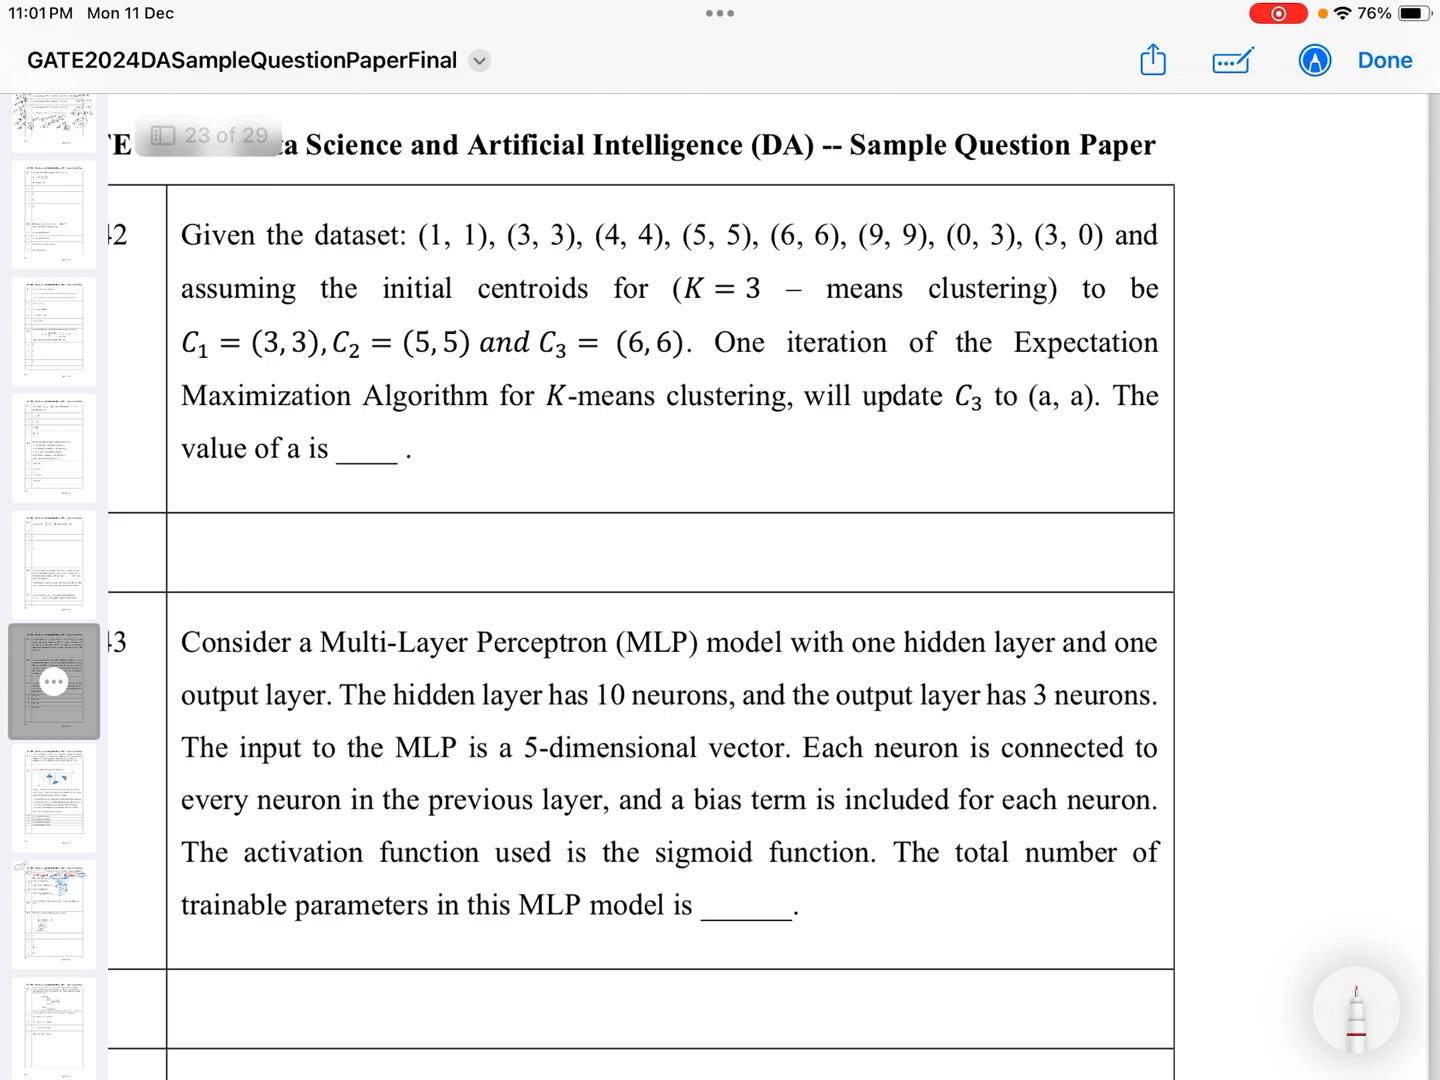 11:01 PM Mon 11 Dec
76%
GATE2024DASampleQuestionPaperFinal
Done
23 of 29
E
ta Science and Artificial Intelligence (DA) -- Sample Question Paper
42
Given the dataset: (1, 1), (3, 3), (4, 4), (5, 5), (6, 6), (9, 9), (0, 3), (3, 0) and
assuming the initial centroids for (K = 3 – means clustering) to be
C₁ = (3,3), C₂ = (5,5) and C₃ = (6,6). One iteration of the Expectation
Maximization Algorithm for K-means clustering, will update C₃ to (a, a). The
value of a is ____ .
43
Consider a Multi-Layer Perceptron (MLP) model with one hidden layer and one
output layer. The hidden layer has 10 neurons, and the output layer has 3 neurons.
The input to the MLP is a 5-dimensional vector. Each neuron is connected to
every neuron in the previous layer, and a bias term is included for each neuron.
The activation function used is the sigmoid function. The total number of
trainable parameters in this MLP model is ______.